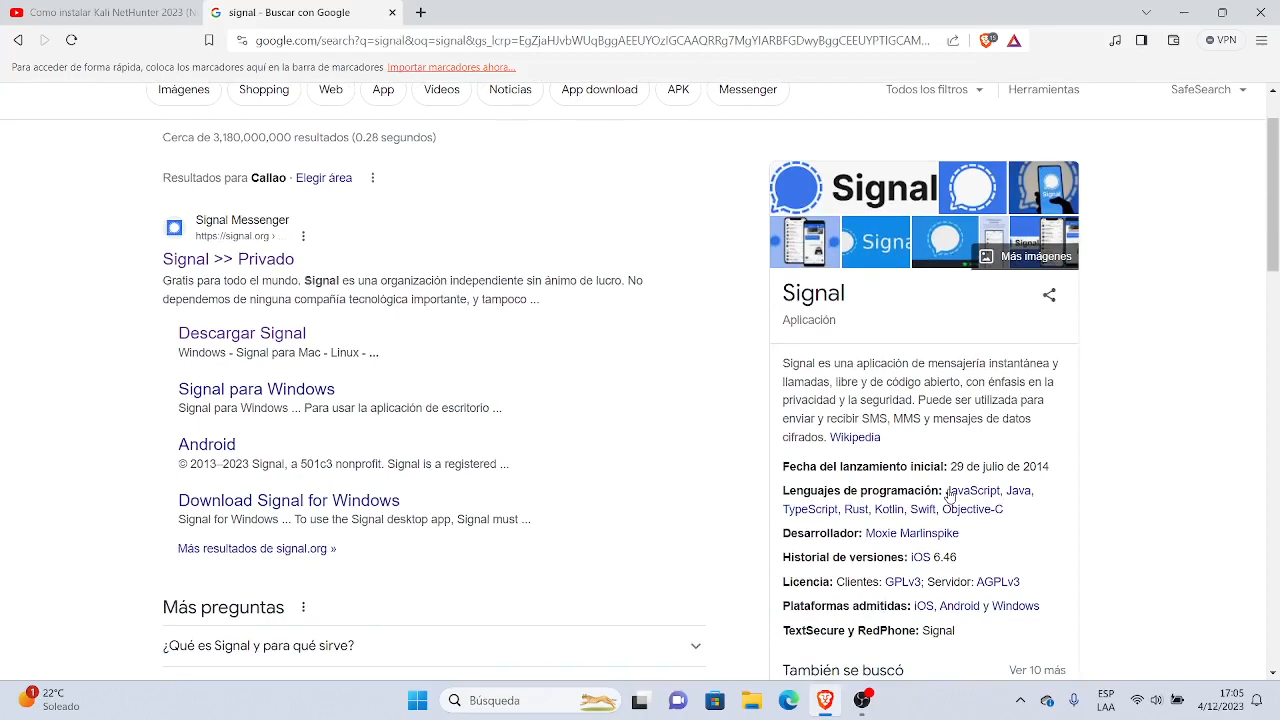 Como instalar Kali NetHunter 2023 (N
signal - Buscar con Google
google.com/search?q=signal&oq=signal&gs_lcrp=EgZjaHJvbWUqBggAEEUYOzIGCAAQRRg7MgYIARBFGDwyBggCEEUYPTIGCAM...
15
VPN
Para acceder de forma rápida, coloca los marcadores aquí en la barra de marcadores Importar marcadores ahora...
Imágenes
Shopping
Web
App
Videos
Noticias
App download
APK
Messenger
Todos los filtros
Herramientas
SafeSearch
Cerca de 3,180,000,000 resultados (0.28 segundos)
Resultados para Callao · Elegir área
Signal Messenger
https://signal.org › ...
Signal >> Privado
Gratis para todo el mundo. Signal es una organización independiente sin ánimo de lucro. No
dependemos de ninguna compañía tecnológica importante, y tampoco ...
Descargar Signal
Windows - Signal para Mac - Linux - ...
Signal para Windows
Signal para Windows ... Para usar la aplicación de escritorio ...
Android
© 2013–2023 Signal, a 501c3 nonprofit. Signal is a registered ...
Download Signal for Windows
Signal for Windows ... To use the Signal desktop app, Signal must ...
Más resultados de signal.org »
Más preguntas
¿Qué es Signal y para qué sirve?
Signal
Signa
Signal
Más imágenes
Signal
Aplicación
Signal es una aplicación de mensajería instantánea y
llamadas, libre y de código abierto, con énfasis en la
privacidad y la seguridad. Puede ser utilizada para
enviar y recibir SMS, MMS y mensajes de datos
cifrados. Wikipedia
Fecha del lanzamiento inicial: 29 de julio de 2014
Lenguajes de programación: JavaScript, Java,
TypeScript, Rust, Kotlin, Swift, Objective-C
Desarrollador: Moxie Marlinspike
Historial de versiones: iOS 6.46
Licencia: Clientes: GPLv3; Servidor: AGPLv3
Plataformas admitidas: iOS, Android y Windows
TextSecure y RedPhone: Signal
También se buscó
Ver 10 más
1
22°C
Soleado
Búsqueda
ESP
LAA
17:05
4/12/2023